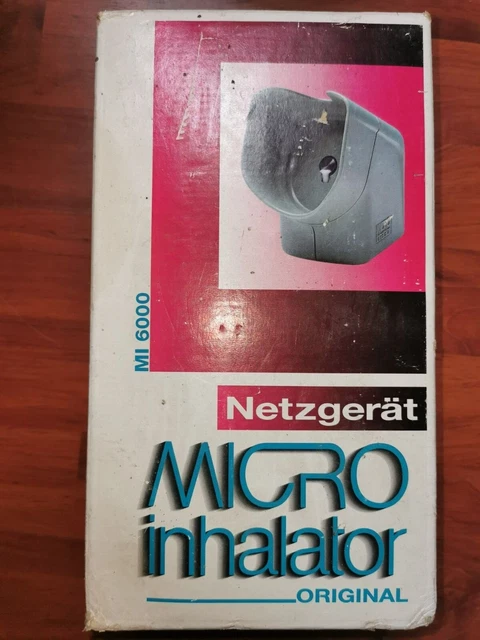 MI 6000
Netzgerät
MICRO
inhalator
ORIGINAL